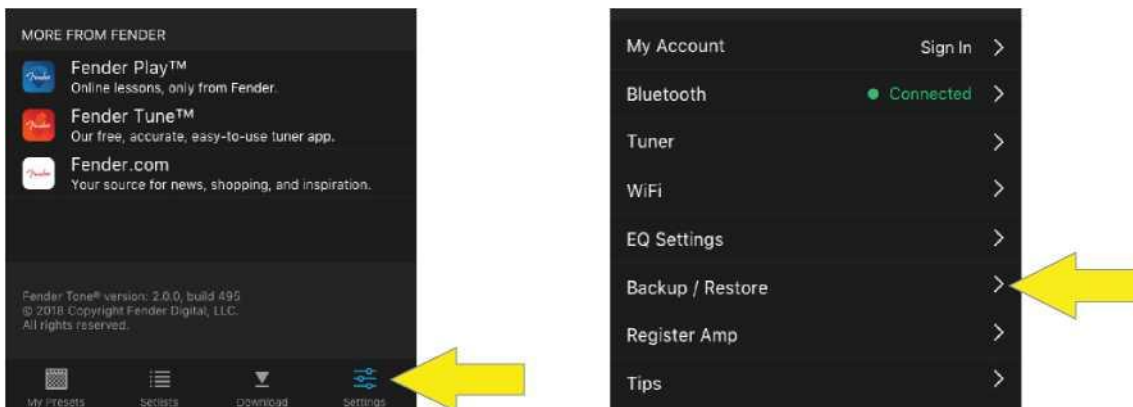 MORE FROM FENDER
Fender Play™
Online lessons, only from Fender.
Fender Tune™
Our free, accurate, easy-to-use tuner app.
Fender.com
Your source for news, shopping, and inspiration.
Fender Tone® version: 2.0.0, build 495
© 2018 Copyright Fender Digital, LLC.
All rights reserved.
My Presets Setlists Download Settings
My Account Sign In
Bluetooth Connected
Tuner
WiFi
EQ Settings
Backup / Restore
Register Amp
Tips